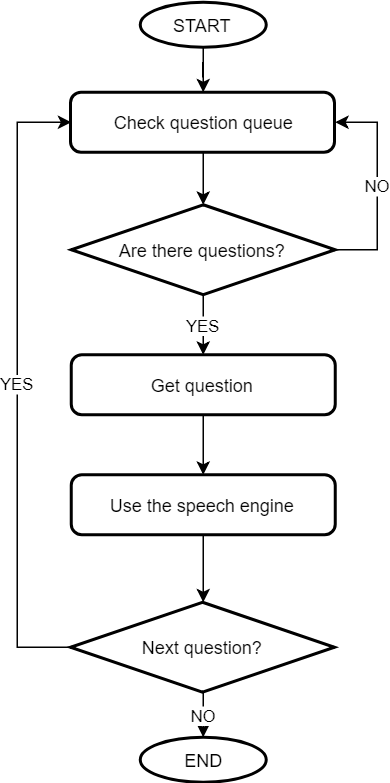 START
Check question queue
NO
Are there questions?
YES
Get question
YES
Use the speech engine
Next question?
NO
END